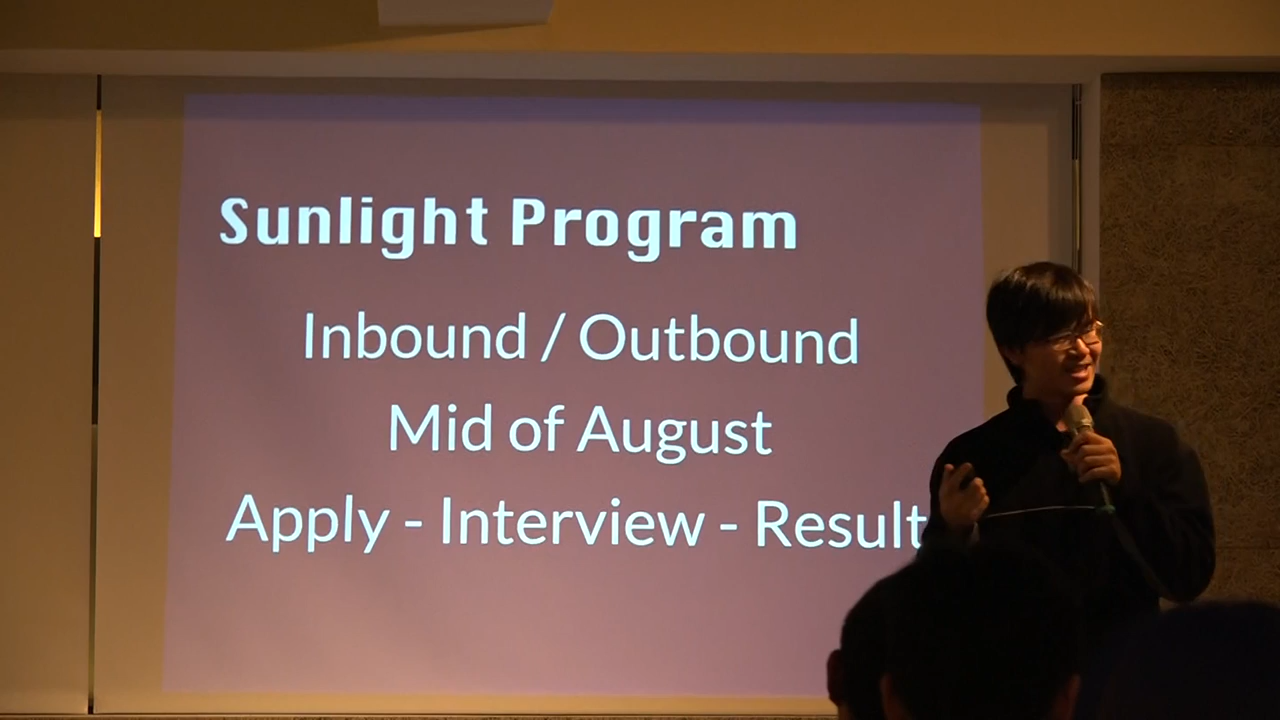 Sunlight Program
Inbound / Outbound
Mid of August
Apply - Interview - Result